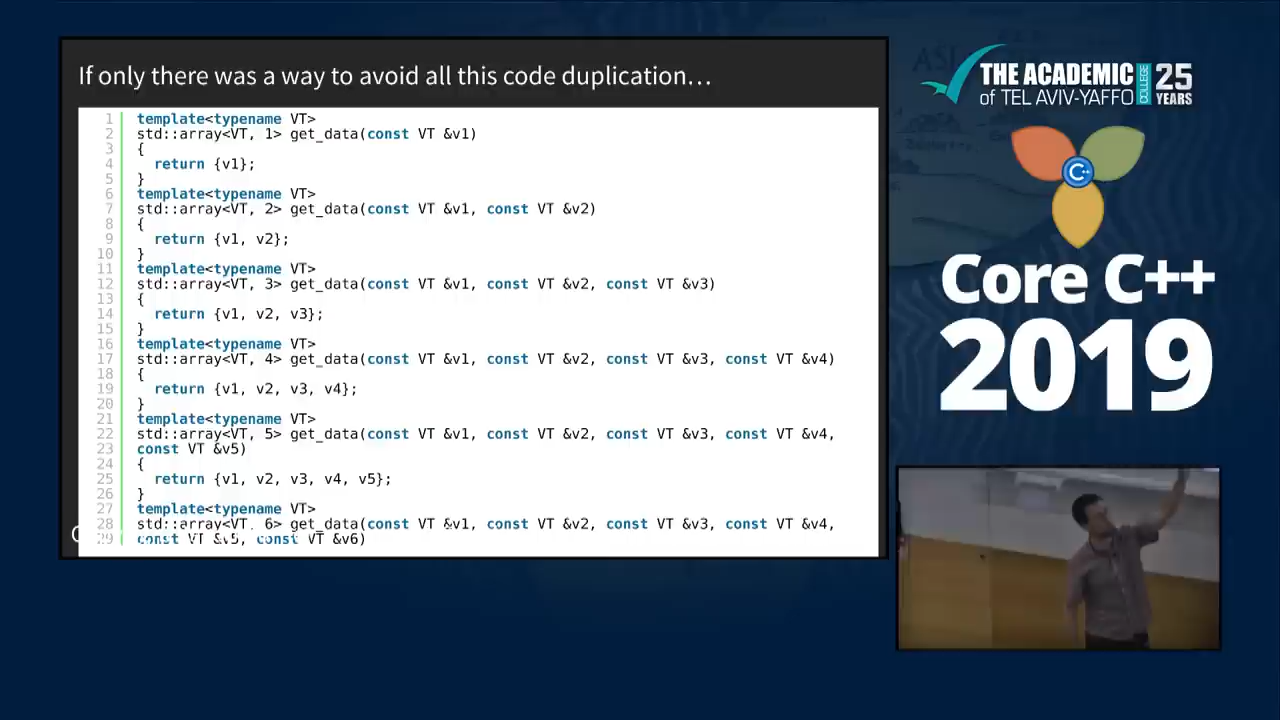 If only there was a way to avoid all this code duplication…
1 template<typename VT>
2 std::array<VT, 1> get_data(const VT &v1)
3 {
4 return {v1};
5 }
6 template<typename VT>
7 std::array<VT, 2> get_data(const VT &v1, const VT &v2)
8 {
9 return {v1, v2};
10 }
11 template<typename VT>
12 std::array<VT, 3> get_data(const VT &v1, const VT &v2, const VT &v3)
13 {
14 return {v1, v2, v3};
15 }
16 template<typename VT>
17 std::array<VT, 4> get_data(const VT &v1, const VT &v2, const VT &v3, const VT &v4)
18 {
19 return {v1, v2, v3, v4};
20 }
21 template<typename VT>
22 std::array<VT, 5> get_data(const VT &v1, const VT &v2, const VT &v3, const VT &v4,
23 const VT &v5)
24 {
25 return {v1, v2, v3, v4, v5};
26 }
27 template<typename VT>
28 std::array<VT, 6> get_data(const VT &v1, const VT &v2, const VT &v3, const VT &v4,
29 const VT &v5, const VT &v6)
THE ACADEMIC
of TEL AVIV-YAFFO
COLLEGE
25
YEARS
C++
Core C++
2019